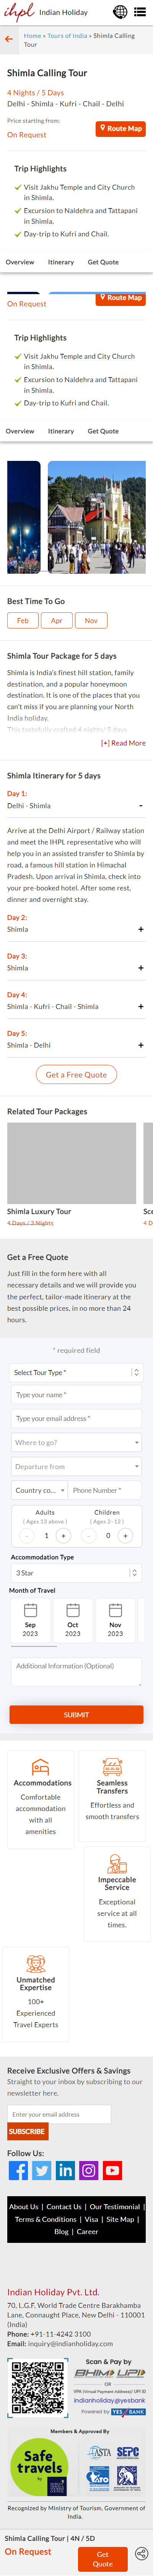 ihpl Indian Holiday
Home » Tours of India » Shimla Calling
Tour
Shimla Calling Tour
4 Nights / 5 Days
Delhi - Shimla - Kufri - Chail - Delhi
Price starting from:
On Request
Route Map
Trip Highlights
Visit Jakhu Temple and City Church
in Shimla.
Excursion to Naldehra and Tattapani
in Shimla.
Day-trip to Kufri and Chail.
Overview Itinerary Get Quote
On Request
Route Map
Trip Highlights
Visit Jakhu Temple and City Church
in Shimla.
Excursion to Naldehra and Tattapani
in Shimla.
Day-trip to Kufri and Chail.
Overview Itinerary Get Quote
Best Time To Go
Feb Apr Nov
Shimla Tour Package for 5 days
Shimla is India's finest hill station, family
destination, and a popular honeymoon
destination. It is one of the places that you
can't miss if you are planning your North
India holiday.
This tastefully crafted 4 nights/ 5 days
[+] Read More
Shimla Itinerary for 5 days
Day 1:
Delhi - Shimla -
Arrive at the Delhi Airport / Railway station
and meet the IHPL representative who will
help you in an assisted transfer to Shimla by
road, a famous hill station in Himachal
Pradesh. Upon arrival in Shimla, check into
your pre-booked hotel. After some rest,
dinner and overnight stay.
Day 2:
Shimla +
Day 3:
Shimla +
Day 4:
Shimla - Kufri - Chail - Shimla +
Day 5:
Shimla - Delhi +
Get a Free Quote
Related Tour Packages
Shimla Luxury Tour Sce
4 Days / 3 Nights 4 D
Get a Free Quote
Just fill in the form here with all
necessary details and we will provide you
the perfect, tailor-made itinerary at the
best possible prices, in no more than 24
hours.
* required field
Select Tour Type *
Type your name *
Type your email address *
Where to go?
Departure from
Country co... Phone Number *
Adults Children
( Ages 13 above ) ( Ages 2-12 )
- 1 + - 0 +
Accommodation Type
3 Star
Month of Travel
Sep Oct Nov
2023 2023 2023
Additional Information (Optional)
SUBMIT
Accommodations
Comfortable
accommodation
with all
amenities
Seamless
Transfers
Effortless and
smooth transfers
Impeccable
Service
Exceptional
service at all
times.
Unmatched
Expertise
100+
Experienced
Travel Experts
Receive Exclusive Offers & Savings
Straight to your inbox by subscribing to our
newsletter here.
Enter your email address
SUBSCRIBE
Follow Us:
About Us | Contact Us | Our Testimonial |
Terms & Conditions | Visa | Site Map |
Blog | Career
Indian Holiday Pvt. Ltd.
70, L.G.F, World Trade Centre Barakhamba
Lane, Connaught Place, New Delhi - 110001
(India)
Phone: +91-11-4242 3100
Email: inquiry@indianholiday.com
Scan & Pay by
BHIM UPI
OR
VPA (Virtual Payment Address)/ UPI ID
indianholiday@yesbank
Powered by YES BANK
Members & Approved By
Safe
travels
ASTA SEPC
IATO
Recognized by Ministry of Tourism, Government of
India.
Shimla Calling Tour | 4N / 5D
On Request
Get
Quote